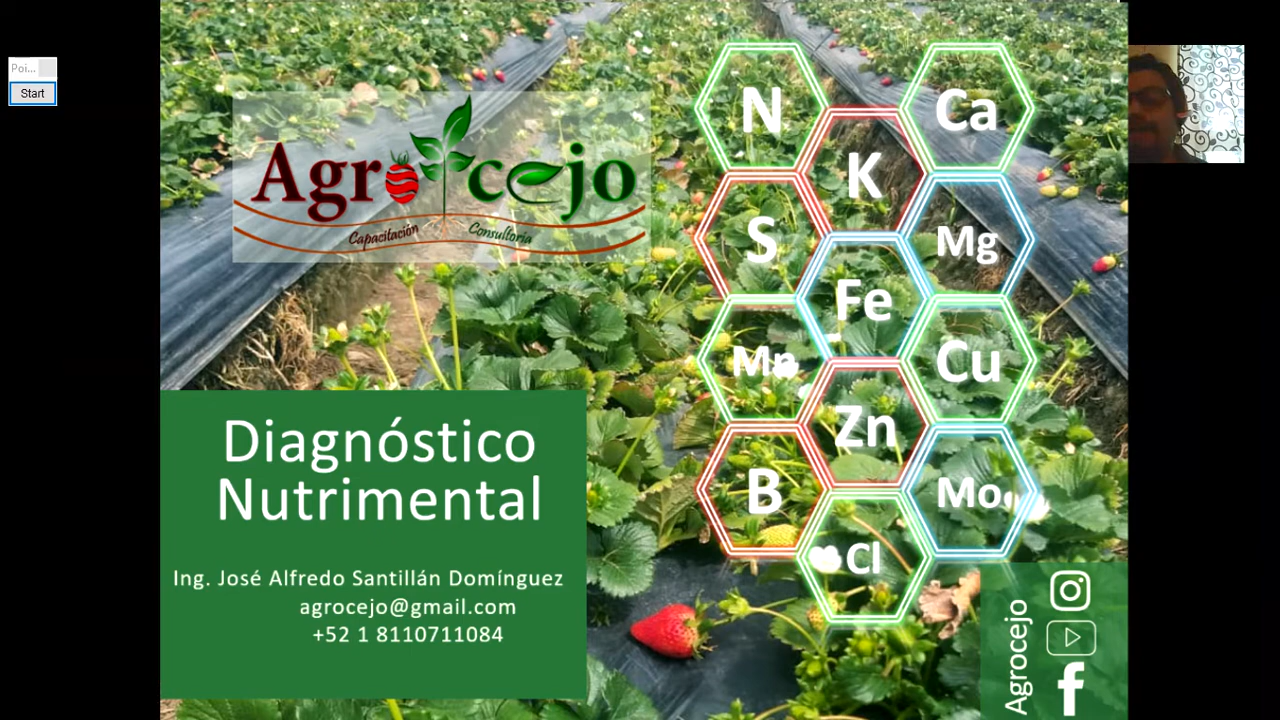 Poi...
Start
Agrocejo
Capacitación Consultoría
N
Ca
K
S
Mg
Fe
Mn
Cu
Zn
B
Mo
Cl
Diagnóstico
Nutrimental
Ing. José Alfredo Santillán Domínguez
agrocejo@gmail.com
+52 1 8110711084
Agrocejo